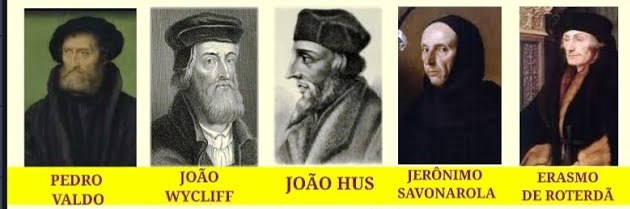 PEDRO
VALDO
JOÃO
WYCLIFF
JOÃO HUS
JERÔNIMO
SAVONAROLA
ERASMO
DE ROTERDÃ